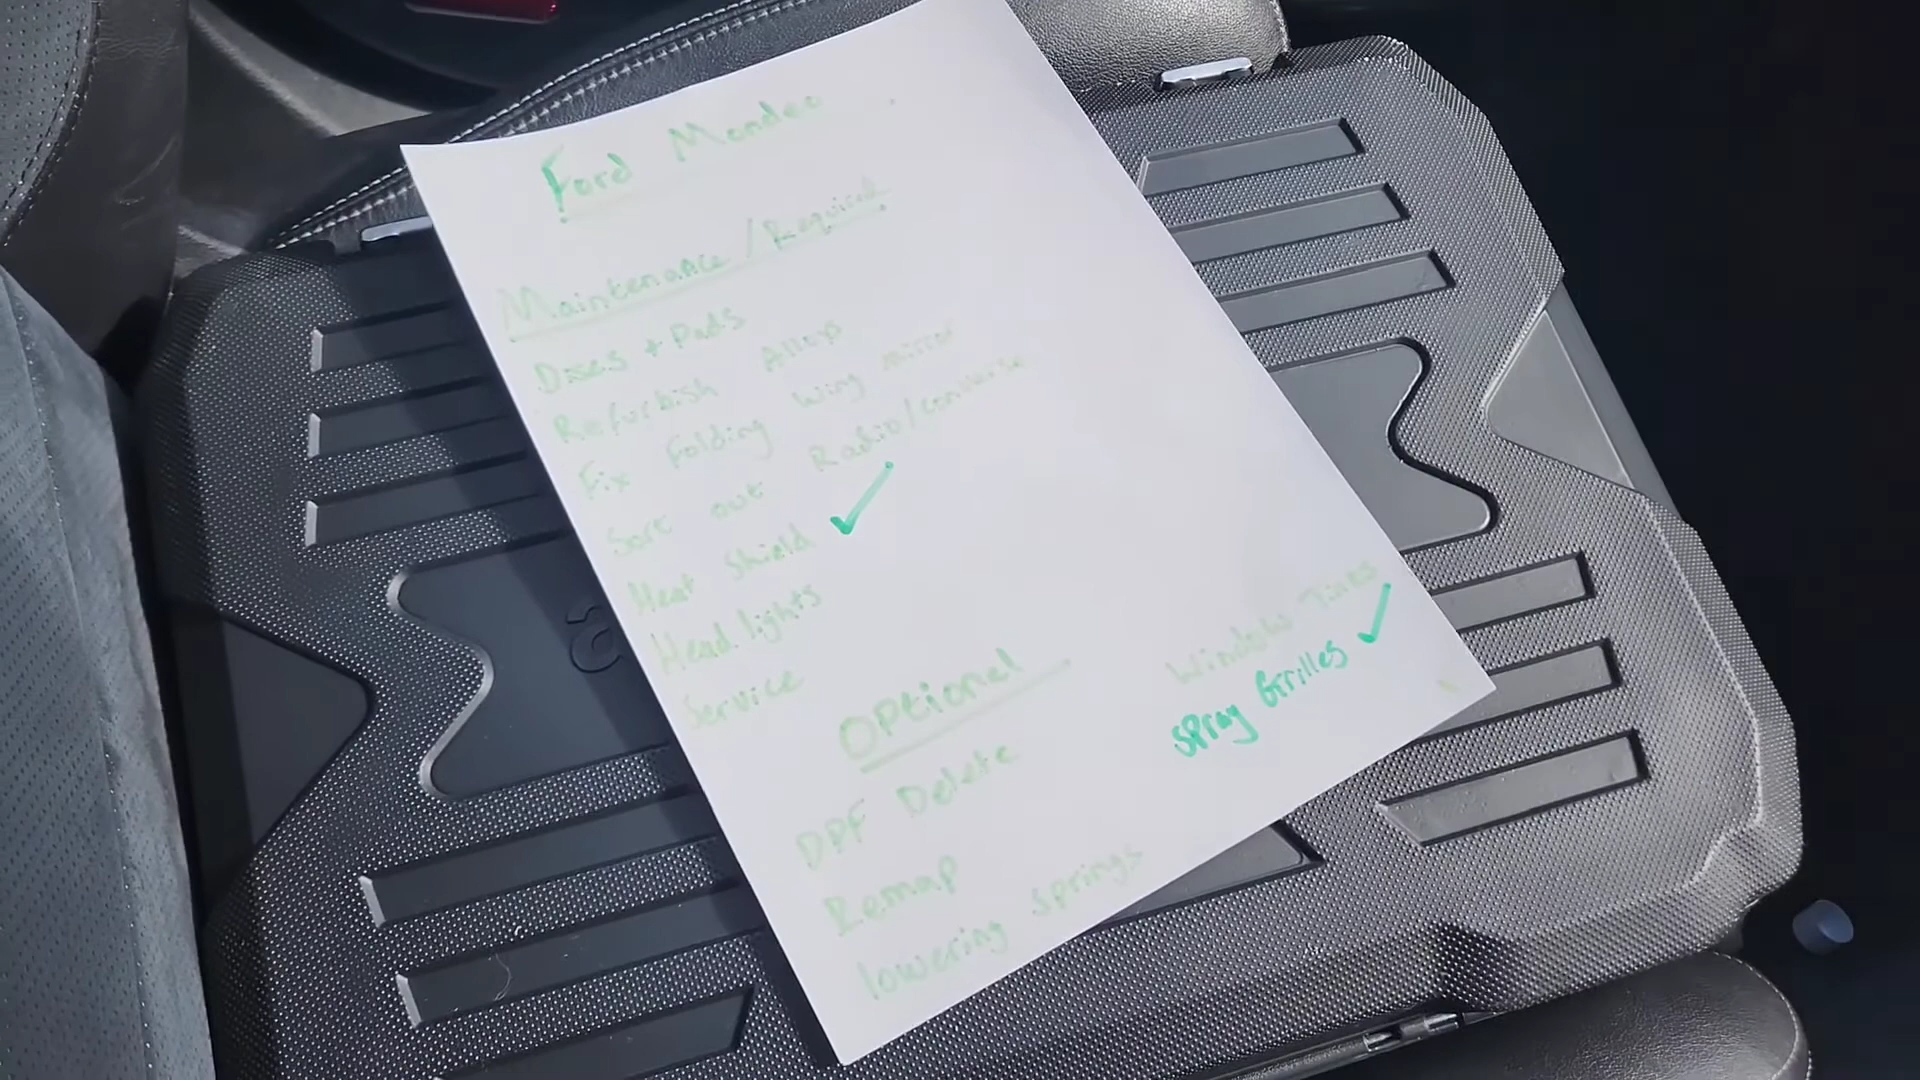 Ford Mondeo
Maintenance/Required
Discs + Pads
Refurbish Alloys
Fix folding wing mirror
Sort out Radio/
Heat Shield ✓
Head lights
Service
Optional
DPF Delete
Remap
lowering springs
Window Tints
Spray Grilles ✓
a